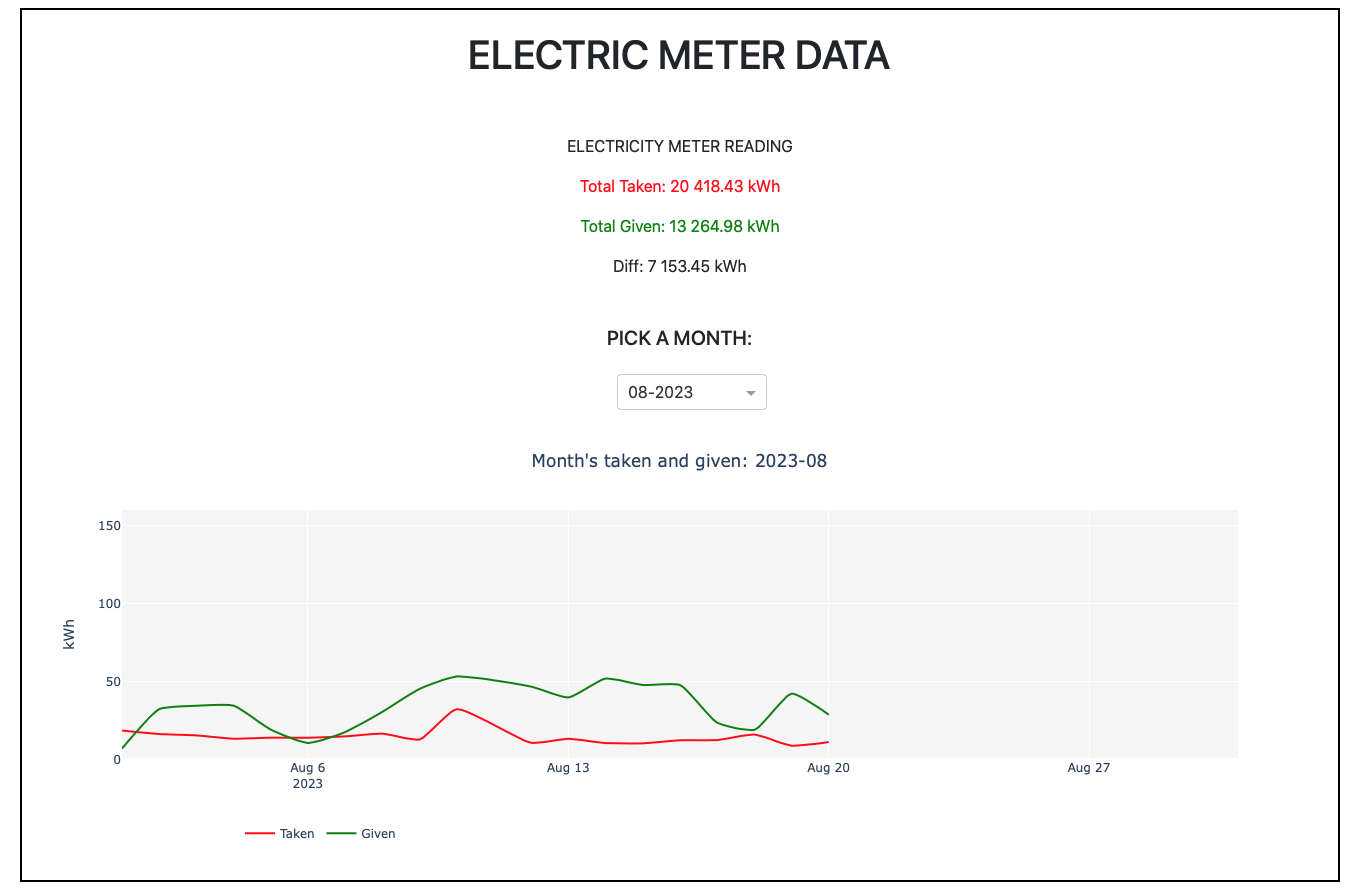 ELECTRIC METER DATA
ELECTRICITY METER READING
Total Taken: 20 418.43 kWh
Total Given: 13 264.98 kWh
Diff: 7 153.45 kWh
PICK A MONTH:
08-2023
Month's taken and given: 2023-08
150
100
50
0
kWh
Aug 6 Aug 13 Aug 20 Aug 27
2023
Taken Given